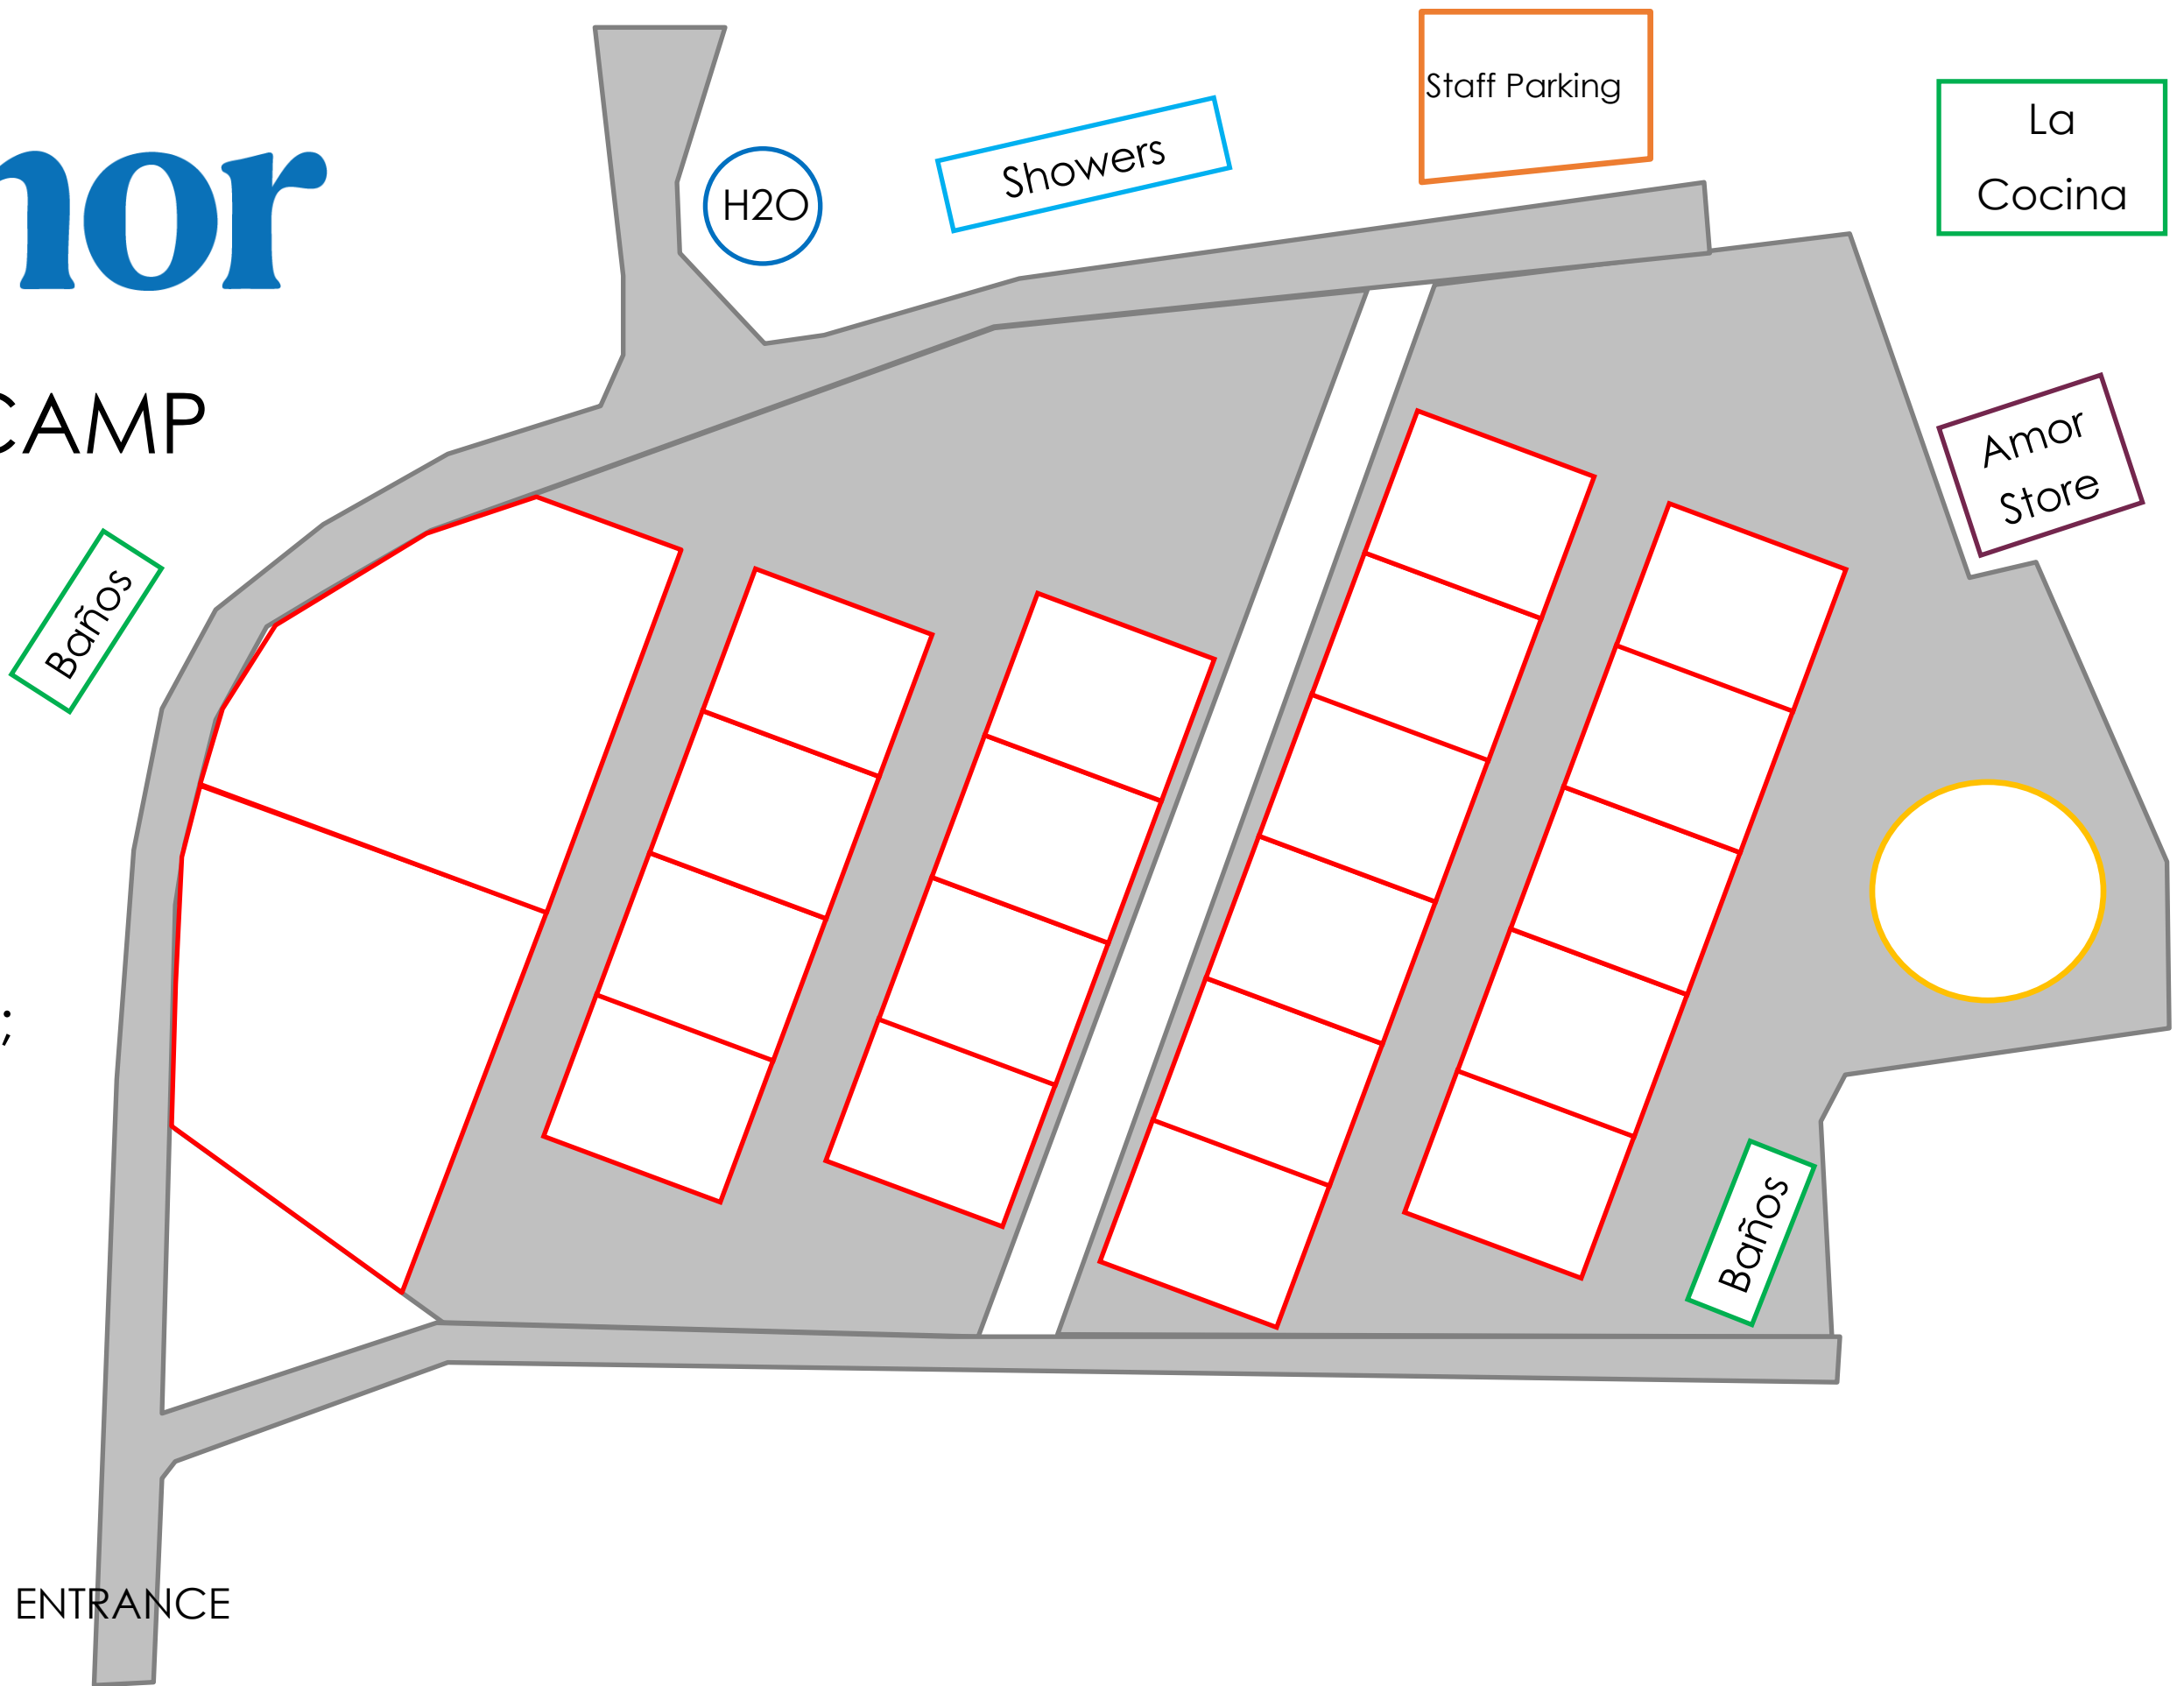 Staff Parking
La
Cocina
H2O
Showers
nor
CAMP
Amor
Store
Baños
;
Baños
ENTRANCE